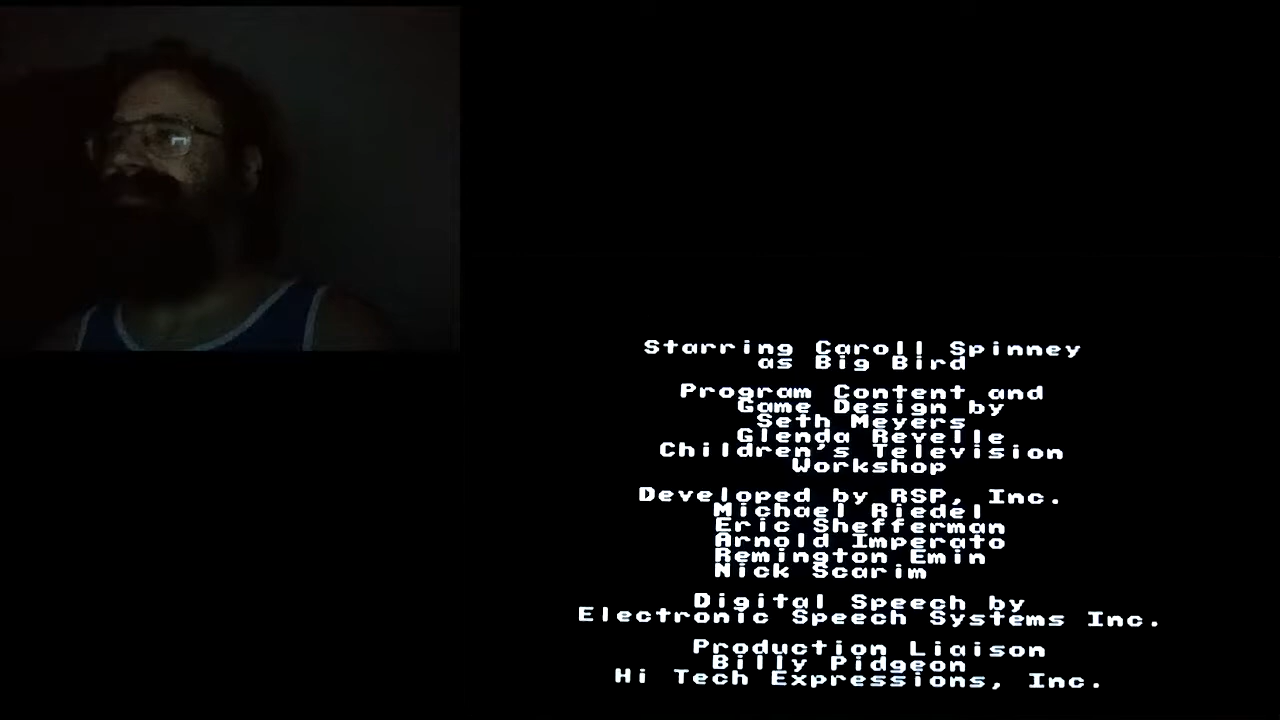 Starring Caroll Spinney
as Big Bird
Program Content and
Game Design by
Seth Meyers
Glenda Revelle
Children's Television
Workshop
Developed by RSP, Inc.
Michael Riedel
Eric Shefferman
Arnold Imperato
Remington Emin
Nick Scarim
Digital Speech by
Electronic Speech Systems Inc.
Production Liaison
Billy Pidgeon
Hi Tech Expressions, Inc.